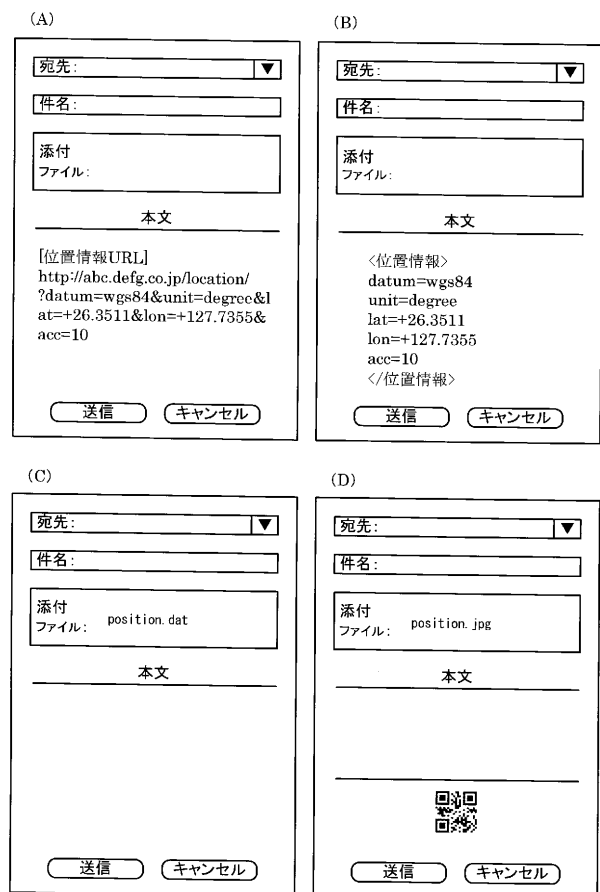 (A)
宛先: ▼
件名:
添付
ファイル:
本文
[位置情報URL]
http://abc.defg.co.jp/location/
?datum=wgs84&unit=degree&l
at=+26.3511&lon=+127.7355&
acc=10
送信 キャンセル
(B)
宛先: ▼
件名:
添付
ファイル:
本文
<位置情報>
datum=wgs84
unit=degree
lat=+26.3511
lon=+127.7355
acc=10
</位置情報>
送信 キャンセル
(C)
宛先: ▼
件名:
添付
ファイル: position.dat
本文
送信 キャンセル
(D)
宛先: ▼
件名:
添付
ファイル: position.jpg
本文
送信 キャンセル